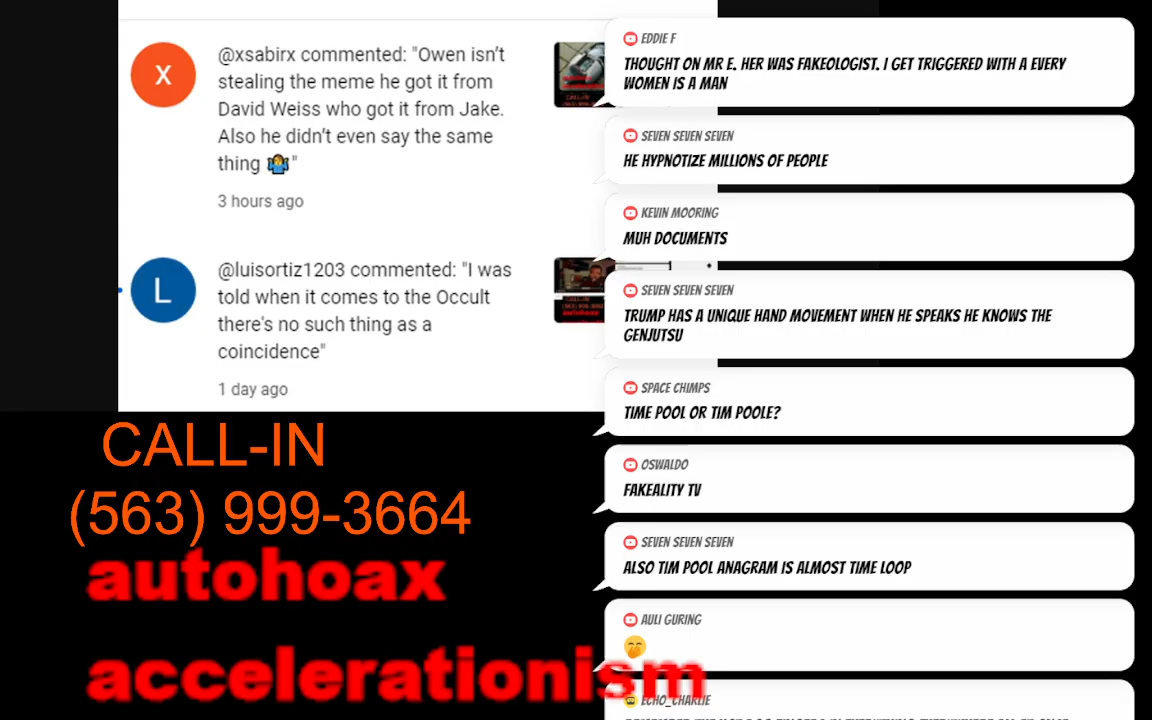 X
@xsabirx commented: "Owen isn't
stealing the meme he got it from
David Weiss who got it from Jake.
Also he didn't even say the same
thing 🤷"
3 hours ago
L
@luisortiz1203 commented: "I was
told when it comes to the Occult
there's no such thing as a
coincidence"
1 day ago
CALL-IN
(563) 999-3664
autohoax
accelerationism
EDDIE F
THOUGHT ON MR E. HER WAS FAKEOLOGIST. I GET TRIGGERED WITH A EVERY
WOMEN IS A MAN
SEVEN SEVEN SEVEN
HE HYPNOTIZE MILLIONS OF PEOPLE
KEVIN MOORING
MUH DOCUMENTS
SEVEN SEVEN SEVEN
TRUMP HAS A UNIQUE HAND MOVEMENT WHEN HE SPEAKS HE KNOWS THE
GENJUTSU
SPACE CHIMPS
TIME POOL OR TIM POOLE?
OSWALDO
FAKEALITY TV
SEVEN SEVEN SEVEN
ALSO TIM POOL ANAGRAM IS ALMOST TIME LOOP
AULI GURING
🤭
ECHO_CHARLIE